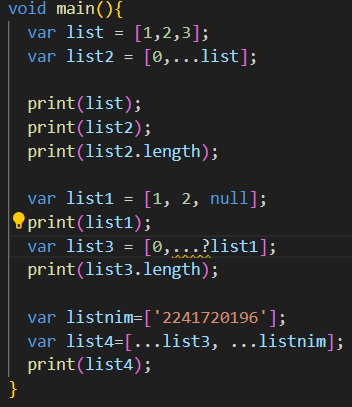 void main(){
var list = [1,2,3];
var list2 = [0,...list];
print(list);
print(list2);
print(list2.length);
var list1 = [1, 2, null];
print(list1);
var list3 = [0,...?list1];
print(list3.length);
var listnim=['2241720196'];
var list4=[...list3, ...listnim];
print(list4);
}